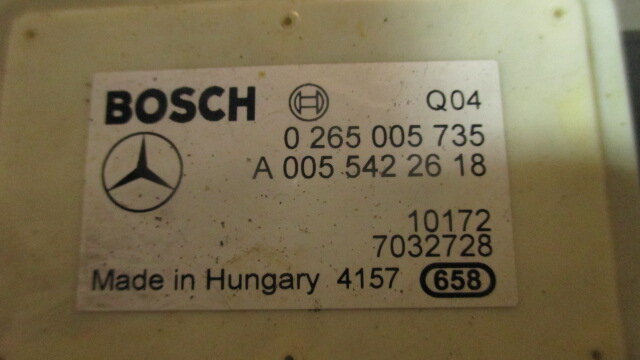 BOSCH Q04
0 265 005 735
A 005 542 26 18
10172
7032728
Made in Hungary 4157 658